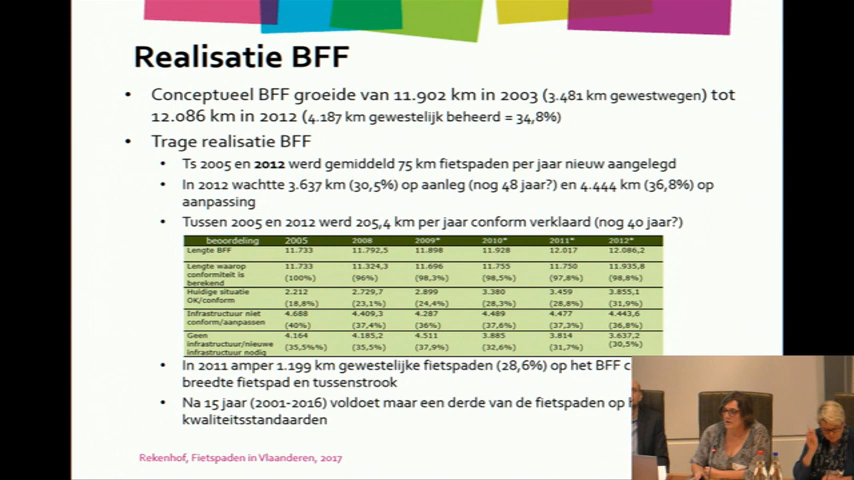 Realisatie BFF
• Conceptueel BFF groeide van 11.902 km in 2003 (3.481 km gewestwegen) tot
12.086 km in 2012 (4.187 km gewestelijk beheerd = 34,8%)
• Trage realisatie BFF
• Ts 2005 en 2012 werd gemiddeld 75 km fietspaden per jaar nieuw aangelegd
• In 2012 wachtte 3.637 km (30,5%) op aanleg (nog 48 jaar?) en 4.444 km (36,8%) op
aanpassing
• Tussen 2005 en 2012 werd 205,4 km per jaar conform verklaard (nog 40 jaar?)
beoordeling 2005 2008 2009* 2010* 2011* 2012*
Lengte BFF 11.733 11.792,5 11.898 11.928 12.017 12.086,2
Lengte waarop 11.733 11.324,3 11.696 11.755 11.750 11.935,8
conformiteit is (100%) (96%) (98,3%) (98,5%) (97,8%) (98,8%)
berekend
Huidige situatie 2.212 2.729,7 2.899 3.380 3.459 3.855,1
OK/conform (18,8%) (23,1%) (24,4%) (28,3%) (28,8%) (31,9%)
Infrastructuur niet 4.688 4.409,3 4.287 4.489 4.477 4.443,6
conform/aanpassen (40%) (37,4%) (36%) (37,6%) (37,3%) (36,8%)
Geen 4.164 4.185,2 4.511 3.885 3.814 3.637,2
infrastructuur/nieuwe (35,5%%) (35,5%) (37,9%) (32,6%) (31,7%) (30,5%)
infrastructuur nodig
• In 2011 amper 1.199 km gewestelijke fietspaden (28,6%) op het BFF
breedte fietspad en tussenstrook
• Na 15 jaar (2001-2016) voldoet maar een derde van de fietspaden op
kwaliteitsstandaarden
Rekenhof, Fietspaden in Vlaanderen, 2017